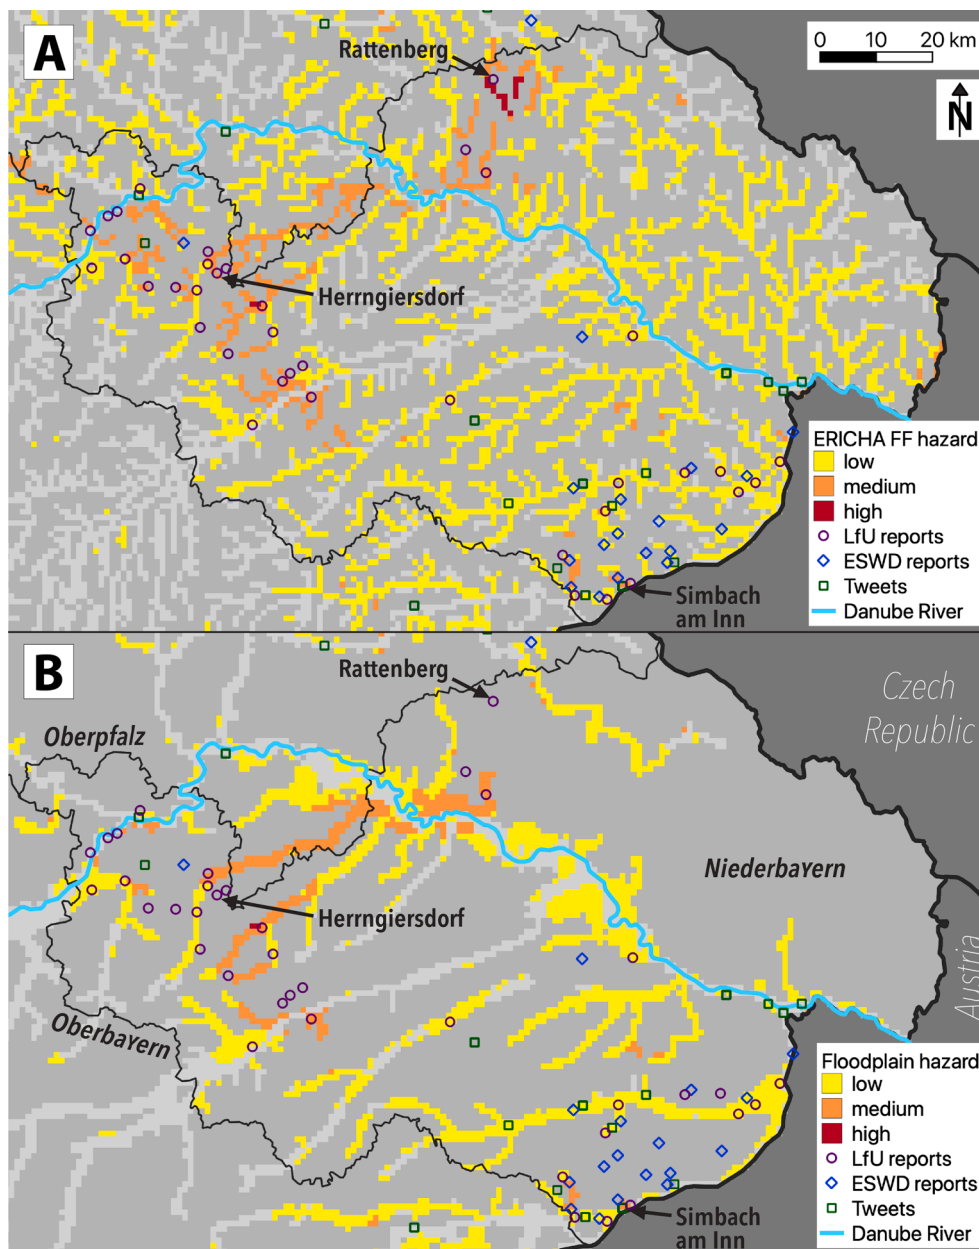 A
Rattenberg
0 10 20 km
N
Herrngiersdorf
ERICHA FF hazard
low
medium
high
LfU reports
ESWD reports
Tweets
Danube River
Simbach
am Inn
B
Rattenberg
Czech
Republic
Oberpfalz
Niederbayern
Herrngiersdorf
Austria
Oberbayern
Floodplain hazard
low
medium
high
LfU reports
ESWD reports
Tweets
Danube River
Simbach
am Inn